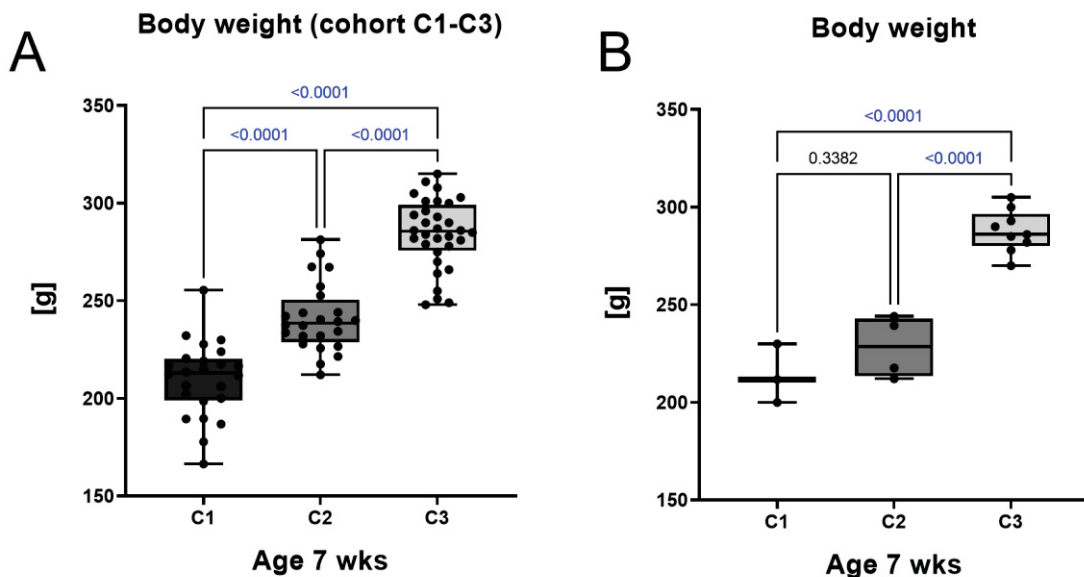 A
Body weight (cohort C1-C3)
<0.0001
<0.0001 <0.0001
350
300
250
200
150
[g]
C1 C2 C3
Age 7 wks
B
Body weight
<0.0001
0.3382 <0.0001
350
300
250
200
150
[g]
C1 C2 C3
Age 7 wks